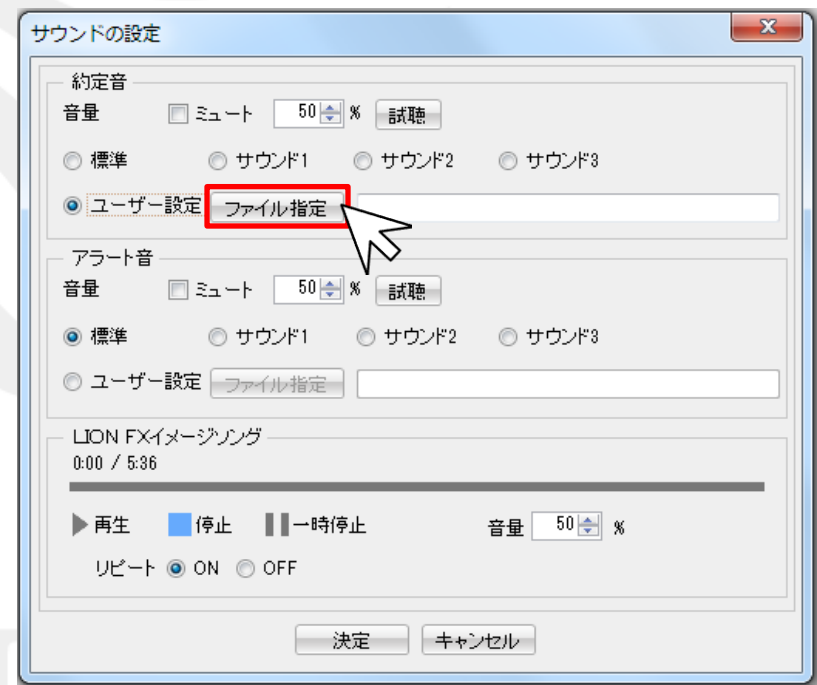 サウンドの設定
約定音
音量 ミュート 50 % 試聴
標準 サウンド1 サウンド2 サウンド3
ユーザー設定 ファイル指定
アラート音
音量 ミュート 50 % 試聴
標準 サウンド1 サウンド2 サウンド3
ユーザー設定 ファイル指定
LION FXイメージソング
0:00 / 5:36
再生 停止 一時停止 音量 50 %
リピート ON OFF
決定 キャンセル